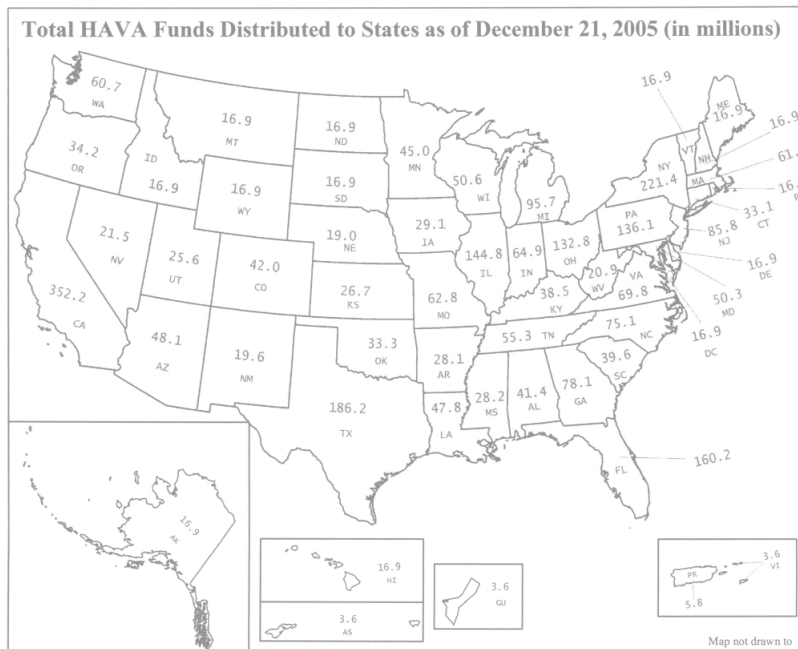 Total HAVA Funds Distributed to States as of December 21, 2005 (in millions)
60.7
WA
34.2
OR
ID
16.9
16.9
MT
16.9
ND
45.0
MN
16.9
SD
16.9
WY
50.6
WI
95.7
MI
16.9
VT
16.9
NH
ME
16.9
NY
221.4
MA
61.
16.
33.1
CT
PA
136.1
85.8
NJ
16.9
DE
50.3
MD
16.9
DC
19.0
NE
29.1
IA
144.8
IL
64.9
IN
132.8
OH
20.9
WV
VA
69.8
38.5
KY
21.5
NV
25.6
UT
42.0
CO
26.7
KS
62.8
MO
352.2
CA
48.1
AZ
19.6
NM
33.3
OK
28.1
AR
55.3 TN
75.1
NC
39.6
SC
28.2
MS
41.4
AL
78.1
GA
186.2
TX
47.8
LA
FL
160.2
16.9
AK
16.9
HI
3.6
AS
3.6
GU
PR
5.8
3.6
VI
Map not drawn to